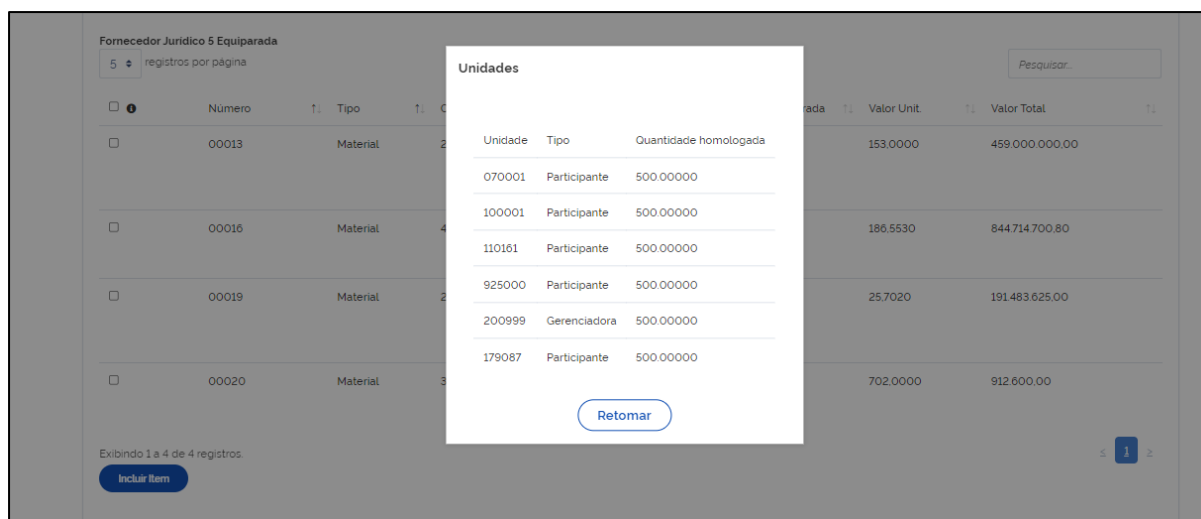 Fornecedor Jurídico 5 Equiparada
5 registros por página
Pesquisar...
Unidades
Número Tipo rada Valor Unit. Valor Total
Unidade Tipo Quantidade homologada
00013 Material 2 153,0000 459.000.000,00
070001 Participante 500.00000
100001 Participante 500.00000
00016 Material 4 186,5530 844.714.700,80
110161 Participante 500.00000
925000 Participante 500.00000
00019 Material 2 25,7020 191.483.625,00
200999 Gerenciadora 500.00000
179087 Participante 500.00000
00020 Material 3 702,0000 912.600,00
Retomar
Exibindo 1 a 4 de 4 registros.
≤ 1 ≥
Incluir Item